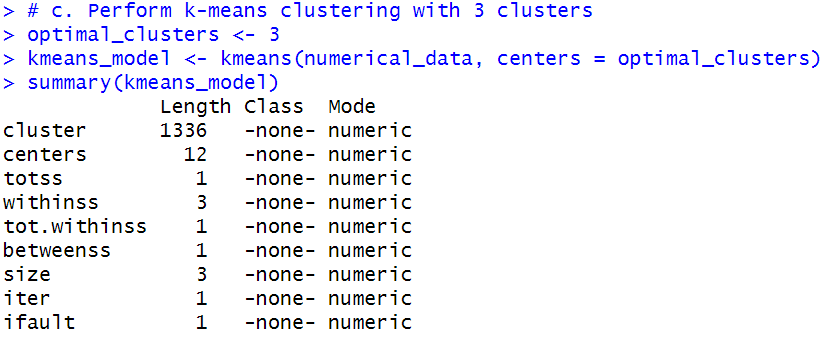 > # c. Perform k-means clustering with 3 clusters
> optimal_clusters <- 3
> kmeans_model <- kmeans(numerical_data, centers = optimal_clusters)
> summary(kmeans_model)
             Length Class  Mode
cluster      1336   -none- numeric
centers        12   -none- numeric
totss           1   -none- numeric
withinss        3   -none- numeric
tot.withinss    1   -none- numeric
betweenss       1   -none- numeric
size            3   -none- numeric
iter            1   -none- numeric
ifault          1   -none- numeric